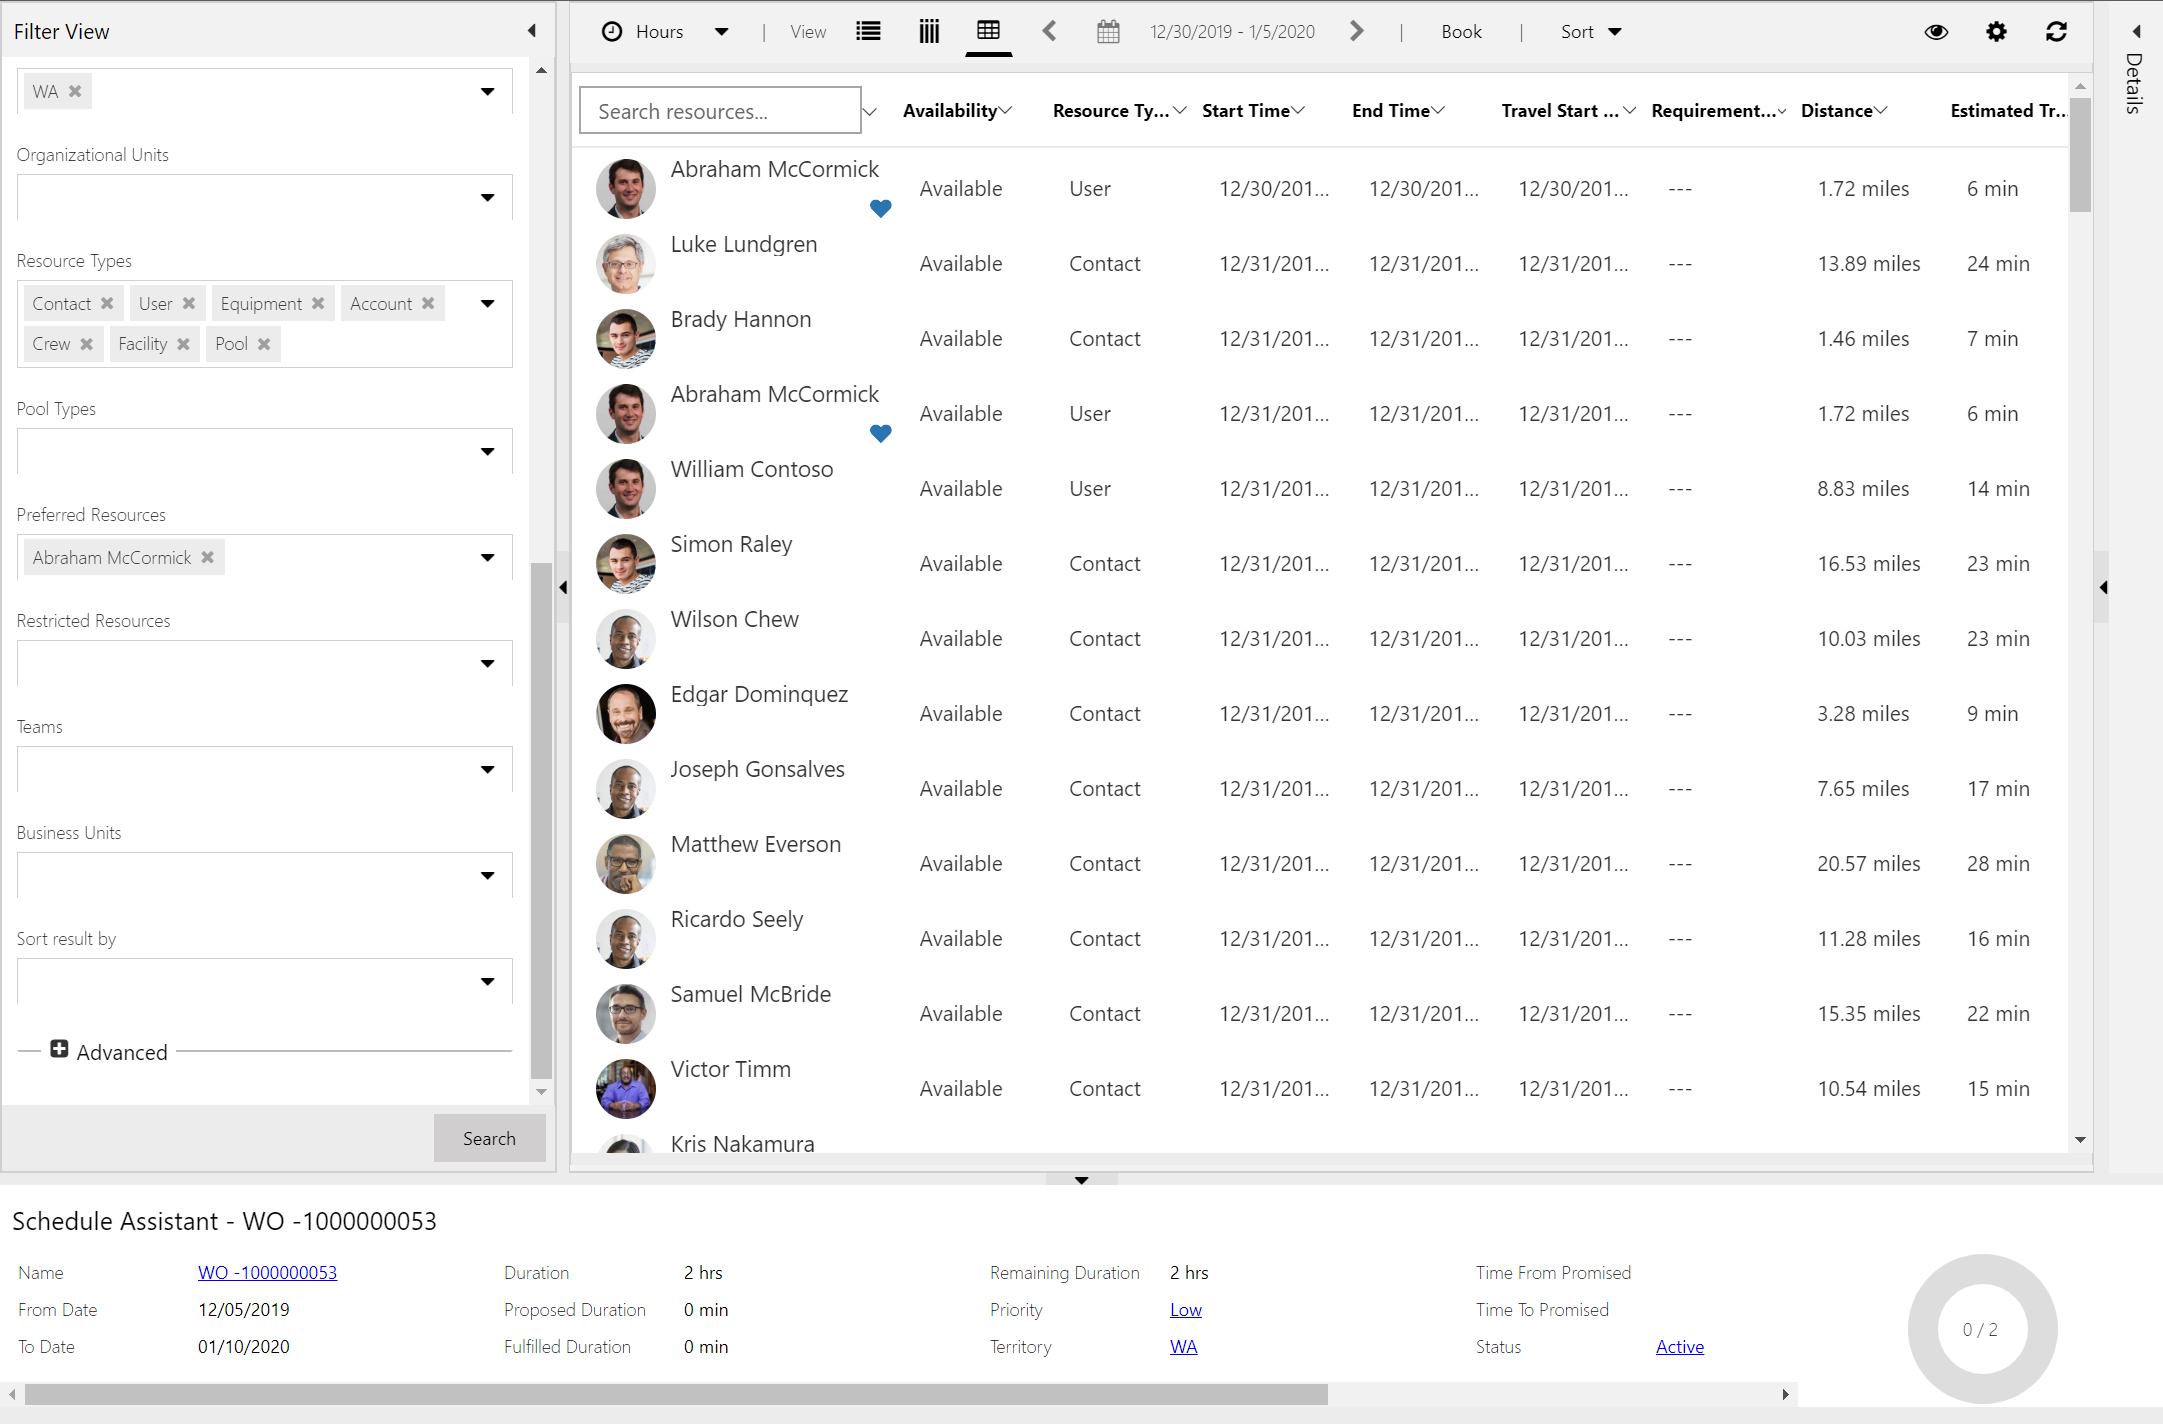 Filter View
WA
Organizational Units
Resource Types
Contact User Equipment Account
Crew Facility Pool
Pool Types
Preferred Resources
Abraham McCormick
Restricted Resources
Teams
Business Units
Sort result by
Advanced
Search
Hours | View 12/30/2019 - 1/5/2020 | Book | Sort
Search resources... Availability Resource Ty... Start Time End Time Travel Start ... Requirement... Distance Estimated Tr...
Abraham McCormick Available User 12/30/201... 12/30/201... 12/30/201... --- 1.72 miles 6 min
Luke Lundgren Available Contact 12/31/201... 12/31/201... 12/31/201... --- 13.89 miles 24 min
Brady Hannon Available Contact 12/31/201... 12/31/201... 12/31/201... --- 1.46 miles 7 min
Abraham McCormick Available User 12/31/201... 12/31/201... 12/31/201... --- 1.72 miles 6 min
William Contoso Available User 12/31/201... 12/31/201... 12/31/201... --- 8.83 miles 14 min
Simon Raley Available Contact 12/31/201... 12/31/201... 12/31/201... --- 16.53 miles 23 min
Wilson Chew Available Contact 12/31/201... 12/31/201... 12/31/201... --- 10.03 miles 23 min
Edgar Dominquez Available Contact 12/31/201... 12/31/201... 12/31/201... --- 3.28 miles 9 min
Joseph Gonsalves Available Contact 12/31/201... 12/31/201... 12/31/201... --- 7.65 miles 17 min
Matthew Everson Available Contact 12/31/201... 12/31/201... 12/31/201... --- 20.57 miles 28 min
Ricardo Seely Available Contact 12/31/201... 12/31/201... 12/31/201... --- 11.28 miles 16 min
Samuel McBride Available Contact 12/31/201... 12/31/201... 12/31/201... --- 15.35 miles 22 min
Victor Timm Available Contact 12/31/201... 12/31/201... 12/31/201... --- 10.54 miles 15 min
Kris Nakamura
Details
Schedule Assistant - WO -1000000053
Name WO -1000000053 Duration 2 hrs Remaining Duration 2 hrs Time From Promised
From Date 12/05/2019 Proposed Duration 0 min Priority Low Time To Promised
To Date 01/10/2020 Fulfilled Duration 0 min Territory WA Status Active
0 / 2